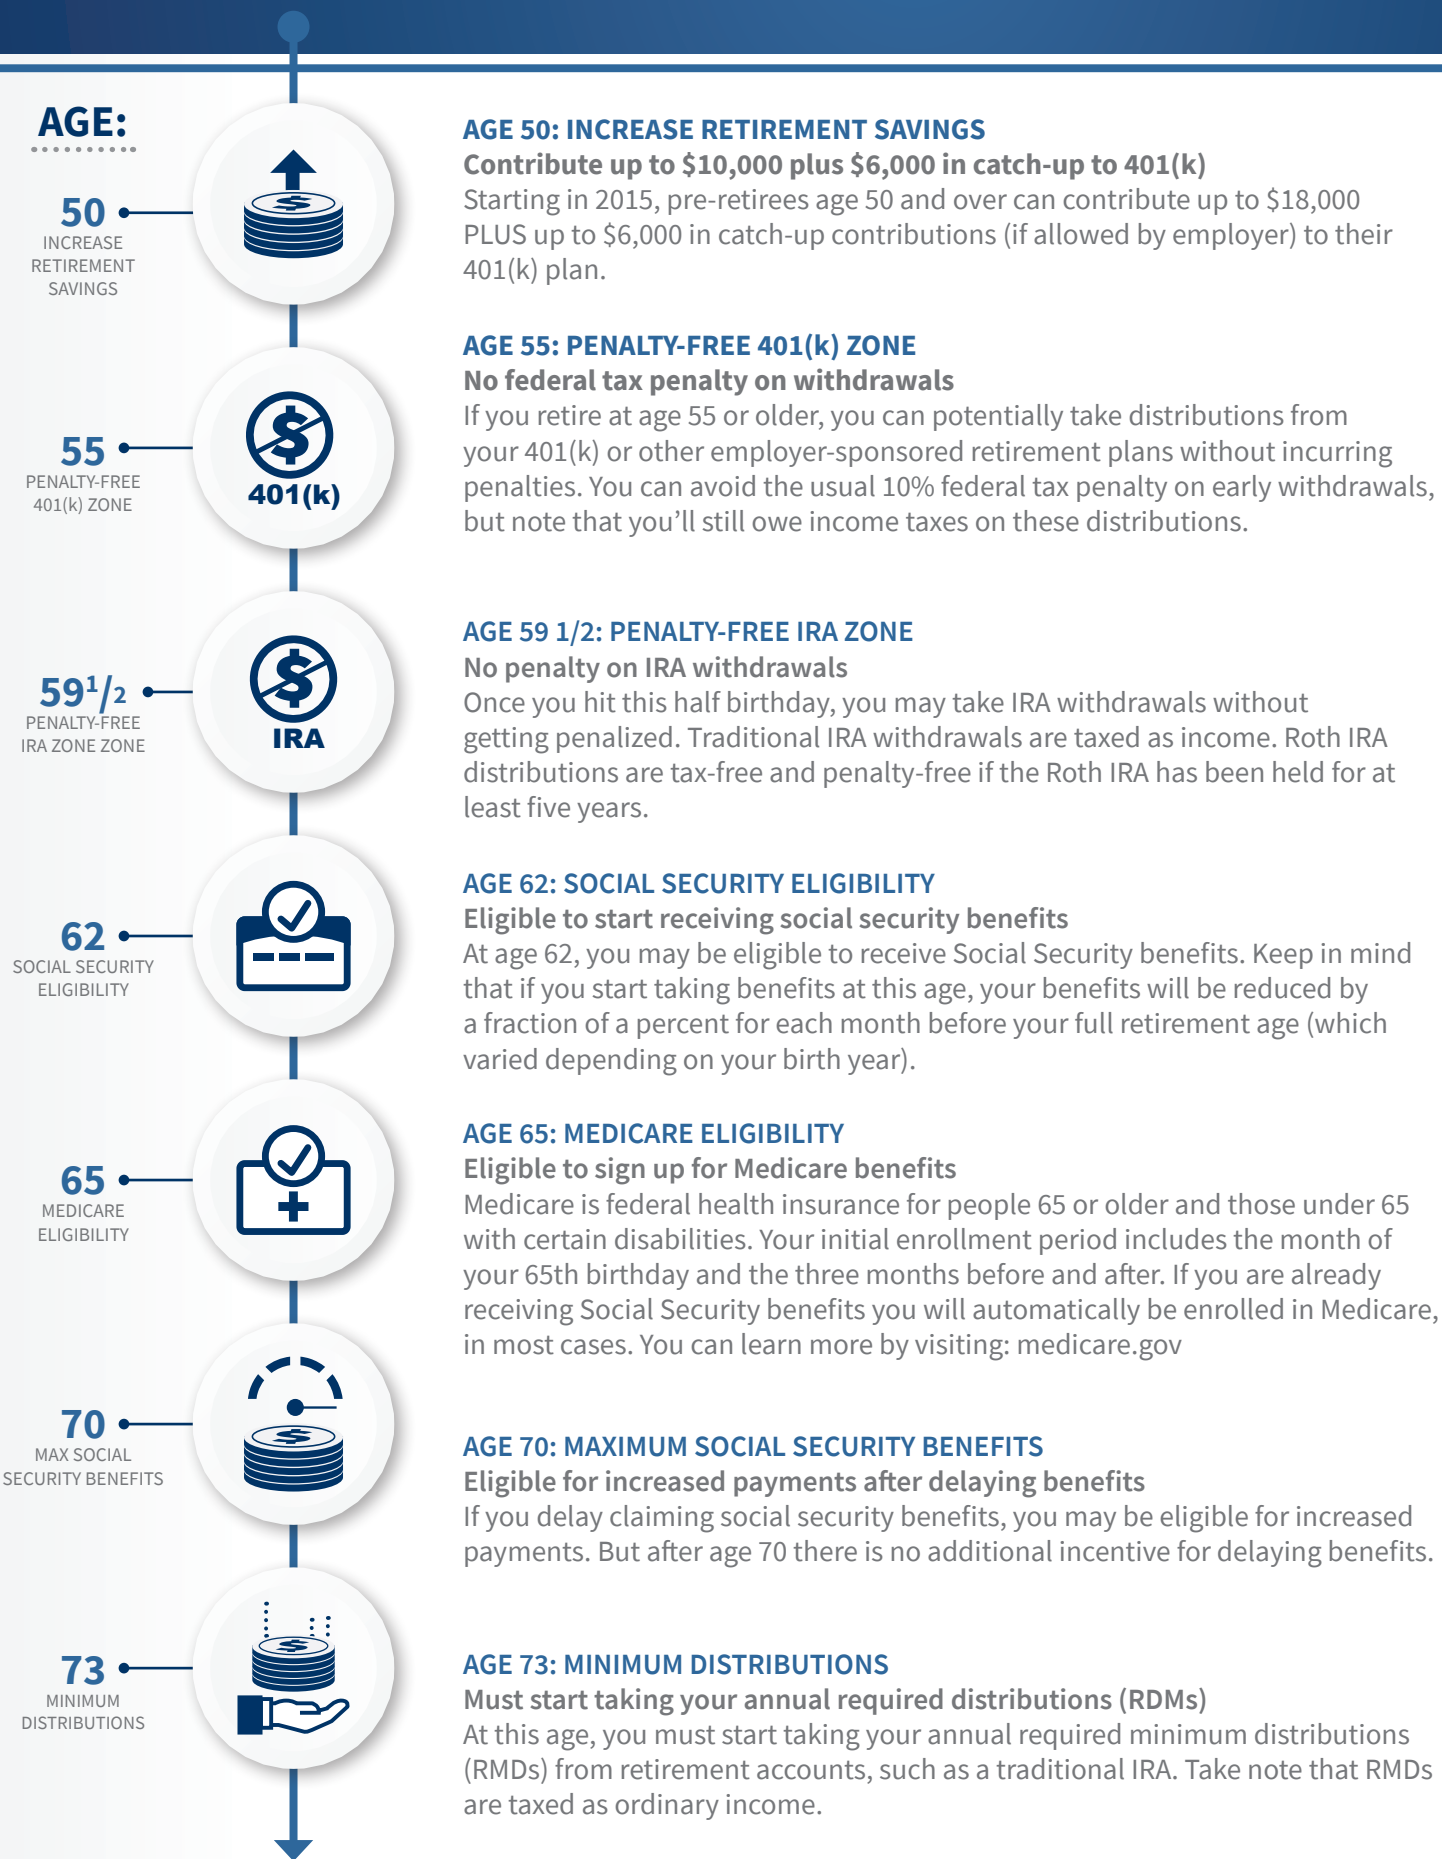 AGE:
50
INCREASE
RETIREMENT
SAVINGS
AGE 50: INCREASE RETIREMENT SAVINGS
Contribute up to $10,000 plus $6,000 in catch-up to 401(k)
Starting in 2015, pre-retirees age 50 and over can contribute up to $18,000
PLUS up to $6,000 in catch-up contributions (if allowed by employer) to their
401(k) plan.
55
PENALTY-FREE
401(k) ZONE
401(k)
AGE 55: PENALTY-FREE 401(k) ZONE
No federal tax penalty on withdrawals
If you retire at age 55 or older, you can potentially take distributions from
your 401(k) or other employer-sponsored retirement plans without incurring
penalties. You can avoid the usual 10% federal tax penalty on early withdrawals,
but note that you’ll still owe income taxes on these distributions.
59 1/2
PENALTY-FREE
IRA ZONE ZONE
IRA
AGE 59 1/2: PENALTY-FREE IRA ZONE
No penalty on IRA withdrawals
Once you hit this half birthday, you may take IRA withdrawals without
getting penalized. Traditional IRA withdrawals are taxed as income. Roth IRA
distributions are tax-free and penalty-free if the Roth IRA has been held for at
least five years.
62
SOCIAL SECURITY
ELIGIBILITY
AGE 62: SOCIAL SECURITY ELIGIBILITY
Eligible to start receiving social security benefits
At age 62, you may be eligible to receive Social Security benefits. Keep in mind
that if you start taking benefits at this age, your benefits will be reduced by
a fraction of a percent for each month before your full retirement age (which
varied depending on your birth year).
65
MEDICARE
ELIGIBILITY
AGE 65: MEDICARE ELIGIBILITY
Eligible to sign up for Medicare benefits
Medicare is federal health insurance for people 65 or older and those under 65
with certain disabilities. Your initial enrollment period includes the month of
your 65th birthday and the three months before and after. If you are already
receiving Social Security benefits you will automatically be enrolled in Medicare,
in most cases. You can learn more by visiting: medicare.gov
70
MAX SOCIAL
SECURITY BENEFITS
AGE 70: MAXIMUM SOCIAL SECURITY BENEFITS
Eligible for increased payments after delaying benefits
If you delay claiming social security benefits, you may be eligible for increased
payments. But after age 70 there is no additional incentive for delaying benefits.
73
MINIMUM
DISTRIBUTIONS
AGE 73: MINIMUM DISTRIBUTIONS
Must start taking your annual required distributions (RDMs)
At this age, you must start taking your annual required minimum distributions
(RMDs) from retirement accounts, such as a traditional IRA. Take note that RMDs
are taxed as ordinary income.